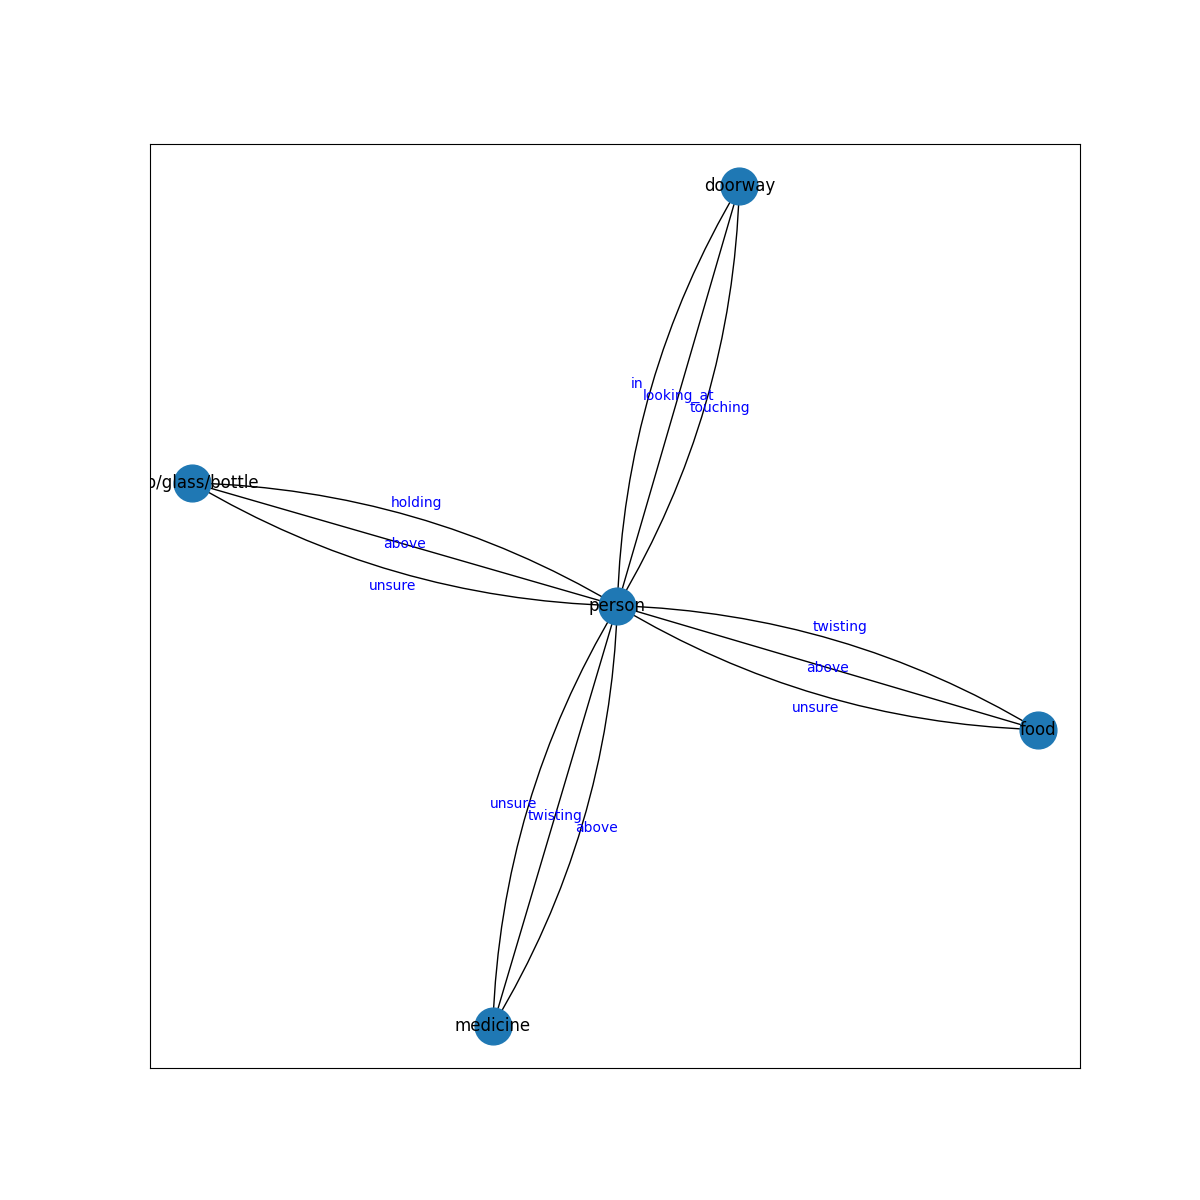 doorway
in
looking_at
touching
/glass/bottle
holding
above
unsure
person
twisting
above
unsure
food
unsure
twisting
above
medicine